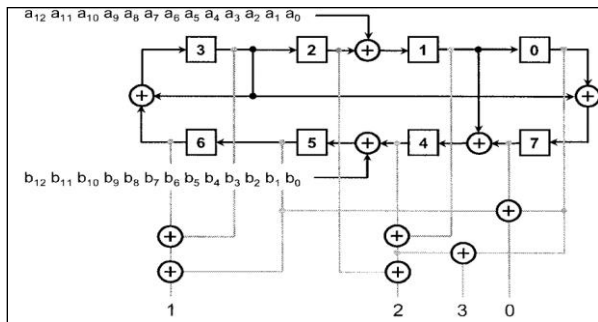 a₁₂ a₁₁ a₁₀ a₉ a₈ a₇ a₆ a₅ a₄ a₃ a₂ a₁ a₀
3 2 + 1 0
+ +
6 5 + 4 + 7
b₁₂ b₁₁ b₁₀ b₉ b₈ b₇ b₆ b₅ b₄ b₃ b₂ b₁ b₀
+
+ +
+
+ +
1 2 3 0